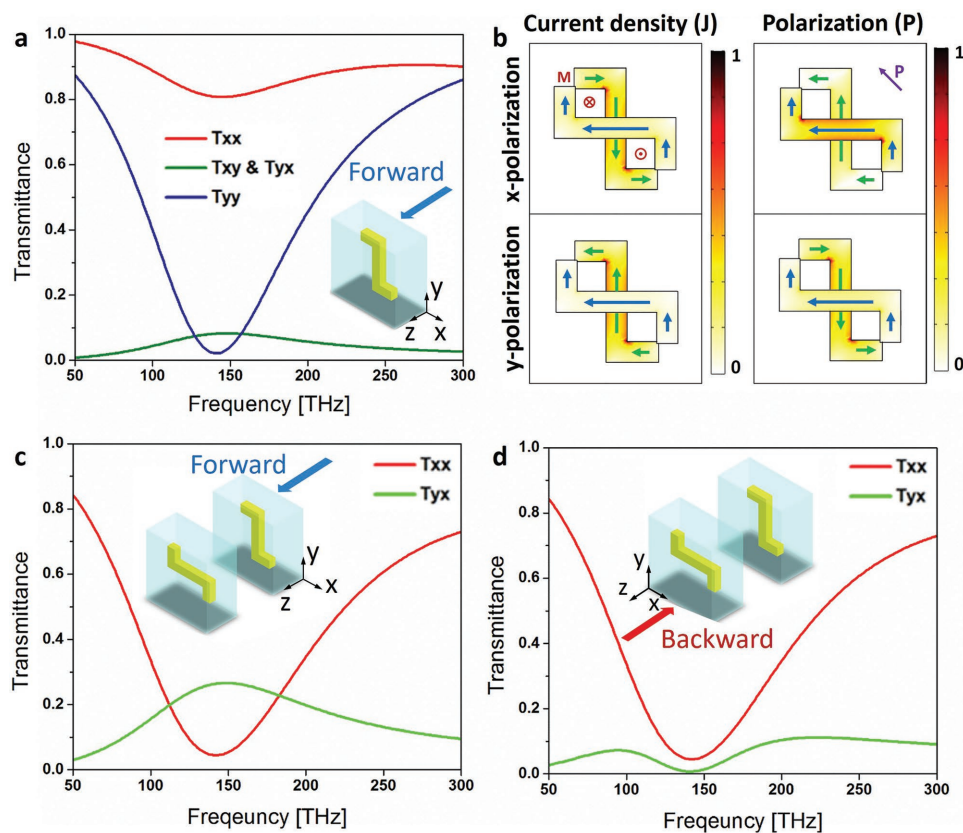 a
1.0
0.8
0.6
0.4
0.2
0.0
Transmittance
Txx
Txy & Tyx
Tyy
Forward
y
z
x
50
100
150
200
250
300
Frequency [THz]
b
Current density (J)
Polarization (P)
x-polarization
y-polarization
M
P
1
0
1
0
c
1.0
0.8
0.6
0.4
0.2
0.0
Transmittance
Forward
Txx
Tyx
y
z
x
50
100
150
200
250
300
Freqeuncy [THz]
d
1.0
0.8
0.6
0.4
0.2
0.0
Transmittance
Txx
Tyx
y
z
x
Backward
50
100
150
200
250
300
Freqeuncy [THz]